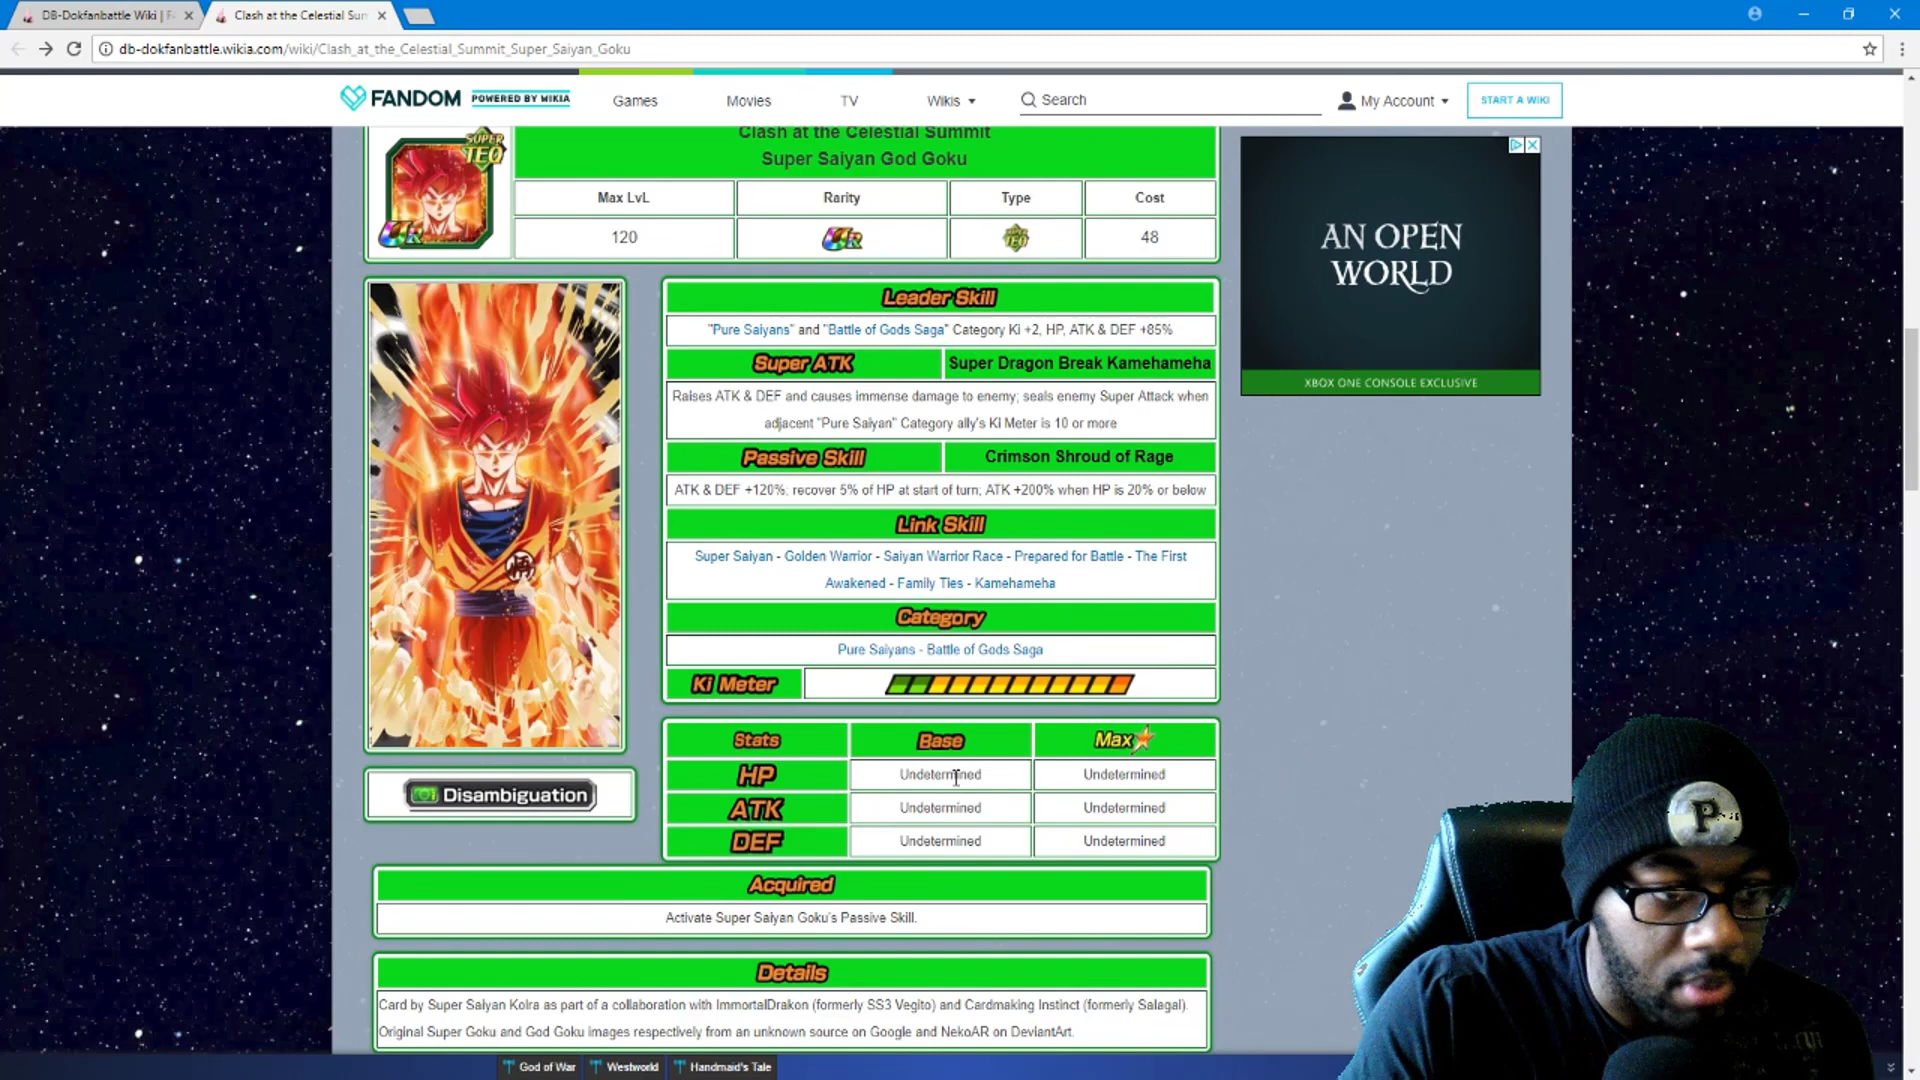 DB-Dokfanbattle Wiki | F
Clash at the Celestial Sum
db-dokfanbattle.wikia.com/wiki/Clash_at_the_Celestial_Summit_Super_Saiyan_Goku
FANDOM POWERED BY WIKIA
Games
Movies
TV
Wikis
Search
My Account
START A WIKI
SUPER TEQ
UR
Clash at the Celestial Summit
Super Saiyan God Goku
Max LvL
Rarity
Type
Cost
120
UR
SUPER TEQ
48
AN OPEN
WORLD
XBOX ONE CONSOLE EXCLUSIVE
Leader Skill
"Pure Saiyans" and "Battle of Gods Saga" Category Ki +2, HP, ATK & DEF +85%
Super ATK
Super Dragon Break Kamehameha
Raises ATK & DEF and causes immense damage to enemy; seals enemy Super Attack when
adjacent "Pure Saiyan" Category ally's Ki Meter is 10 or more
Passive Skill
Crimson Shroud of Rage
ATK & DEF +120%; recover 5% of HP at start of turn; ATK +200% when HP is 20% or below
Link Skill
Super Saiyan - Golden Warrior - Saiyan Warrior Race - Prepared for Battle - The First
Awakened - Family Ties - Kamehameha
Category
Pure Saiyans - Battle of Gods Saga
Ki Meter
Stats
Base
Max
HP
Undetermined
Undetermined
ATK
Undetermined
Undetermined
DEF
Undetermined
Undetermined
Disambiguation
Acquired
Activate Super Saiyan Goku's Passive Skill.
Details
Card by Super Saiyan Kolra as part of a collaboration with ImmortalDrakon (formerly SS3 Vegito) and Cardmaking Instinct (formerly Salagal).
Original Super Goku and God Goku images respectively from an unknown source on Google and NekoAR on DeviantArt.
God of War
Westworld
Handmaid's Tale
P